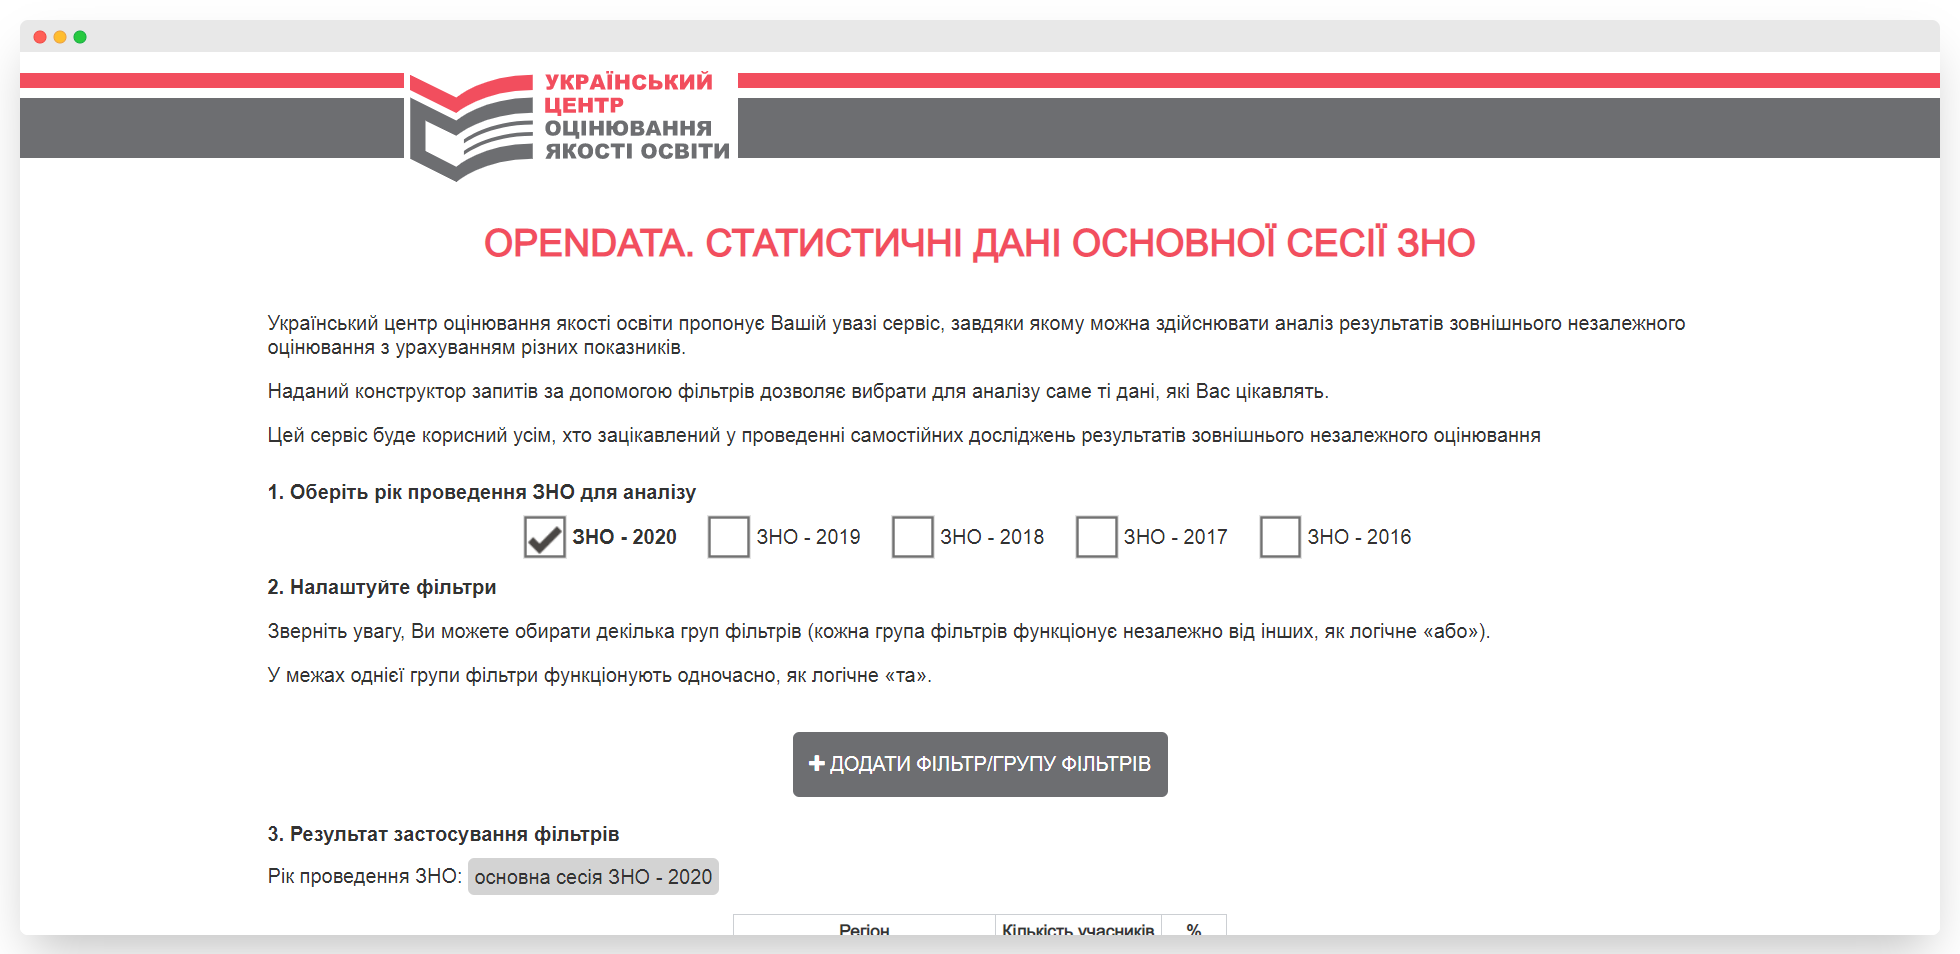 УКРАЇНСЬКИЙ
ЦЕНТР
ОЦІНЮВАННЯ
ЯКОСТІ ОСВІТИ
OPENDATA. СТАТИСТИЧНІ ДАНІ ОСНОВНОЇ СЕСІЇ ЗНО
Український центр оцінювання якості освіти пропонує Вашій увазі сервіс, завдяки якому можна здійснювати аналіз результатів зовнішнього незалежного
оцінювання з урахуванням різних показників.
Наданий конструктор запитів за допомогою фільтрів дозволяє вибрати для аналізу саме ті дані, які Вас цікавлять.
Цей сервіс буде корисний усім, хто зацікавлений у проведенні самостійних досліджень результатів зовнішнього незалежного оцінювання
1. Оберіть рік проведення ЗНО для аналізу
ЗНО - 2020 ЗНО - 2019 ЗНО - 2018 ЗНО - 2017 ЗНО - 2016
2. Налаштуйте фільтри
Зверніть увагу, Ви можете обирати декілька груп фільтрів (кожна група фільтрів функціонує незалежно від інших, як логічне «або»).
У межах однієї групи фільтри функціонують одночасно, як логічне «та».
+ ДОДАТИ ФІЛЬТР/ГРУПУ ФІЛЬТРІВ
3. Результат застосування фільтрів
Рік проведення ЗНО: основна сесія ЗНО - 2020
Регіон Кількість учасників %